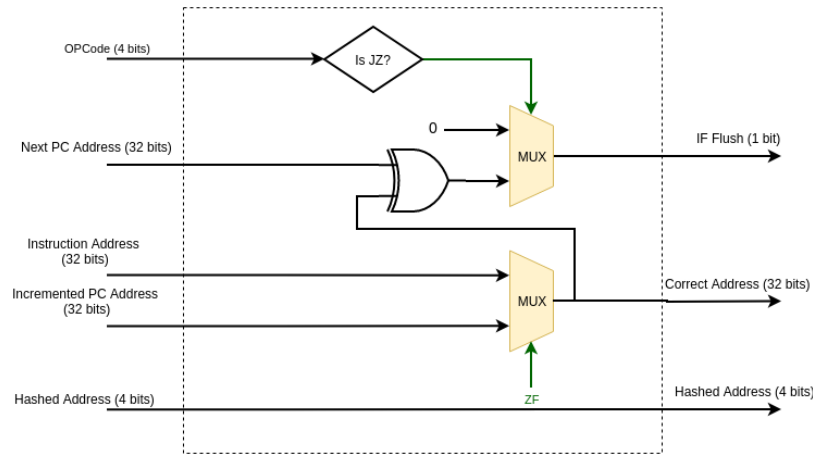 OPCode (4 bits)
Is JZ?
Next PC Address (32 bits)
0
MUX
IF Flush (1 bit)
Instruction Address
(32 bits)
Incremented PC Address
(32 bits)
MUX
Correct Address (32 bits)
ZF
Hashed Address (4 bits)
Hashed Address (4 bits)